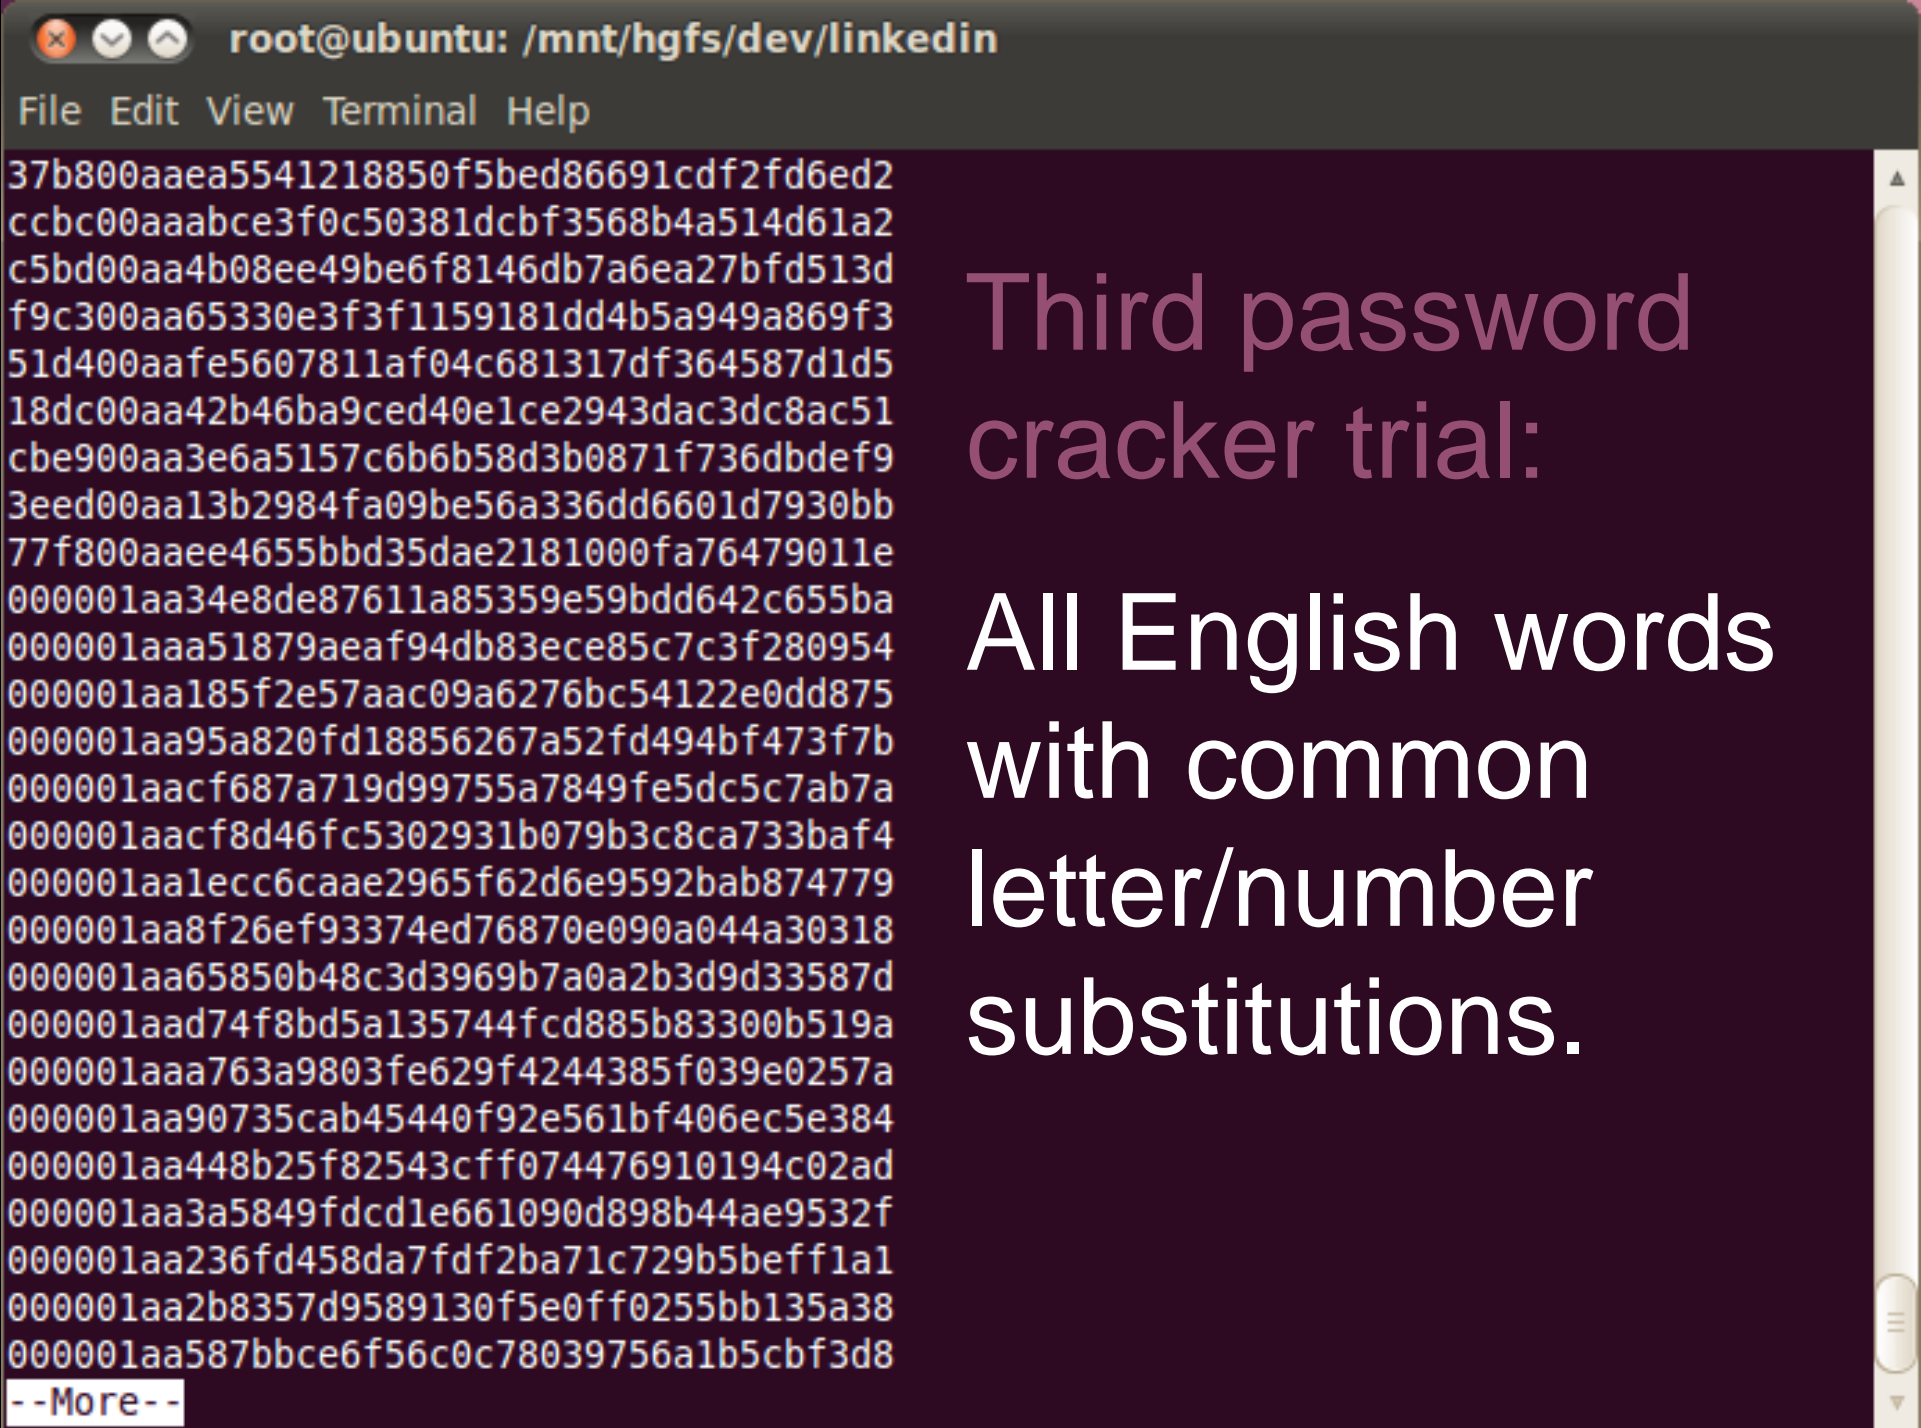 root@ubuntu: /mnt/hgfs/dev/linkedin
File Edit View Terminal Help
37b800aaea5541218850f5bed86691cdf2fd6ed2
ccbc00aaabce3f0c50381dcbf3568b4a514d61a2
c5bd00aa4b08ee49be6f8146db7a6ea27bfd513d
f9c300aa65330e3f3f1159181dd4b5a949a869f3
51d400aafe5607811af04c681317df364587d1d5
18dc00aa42b46ba9ced40e1ce2943dac3dc8ac51
cbe900aa3e6a5157c6b6b58d3b0871f736dbdef9
3eed00aa13b2984fa09be56a336dd6601d7930bb
77f800aaee4655bbd35dae2181000fa76479011e
000001aa34e8de87611a85359e59bdd642c655ba
000001aaa51879aeaf94db83ece85c7c3f280954
000001aa185f2e57aac09a6276bc54122e0dd875
000001aa95a820fd18856267a52fd494bf473f7b
000001aacf687a719d99755a7849fe5dc5c7ab7a
000001aacf8d46fc5302931b079b3c8ca733baf4
000001aa1ecc6caae2965f62d6e9592bab874779
000001aa8f26ef93374ed76870e090a044a30318
000001aa65850b48c3d3969b7a0a2b3d9d33587d
000001aad74f8bd5a135744fcd885b83300b519a
000001aaa763a9803fe629f4244385f039e0257a
000001aa90735cab45440f92e561bf406ec5e384
000001aa448b25f82543cff074476910194c02ad
000001aa3a5849fdcd1e661090d898b44ae9532f
000001aa236fd458da7fdf2ba71c729b5beff1a1
000001aa2b8357d9589130f5e0ff0255bb135a38
000001aa587bbce6f56c0c78039756a1b5cbf3d8
--More--
Third password
cracker trial:
All English words
with common
letter/number
substitutions.